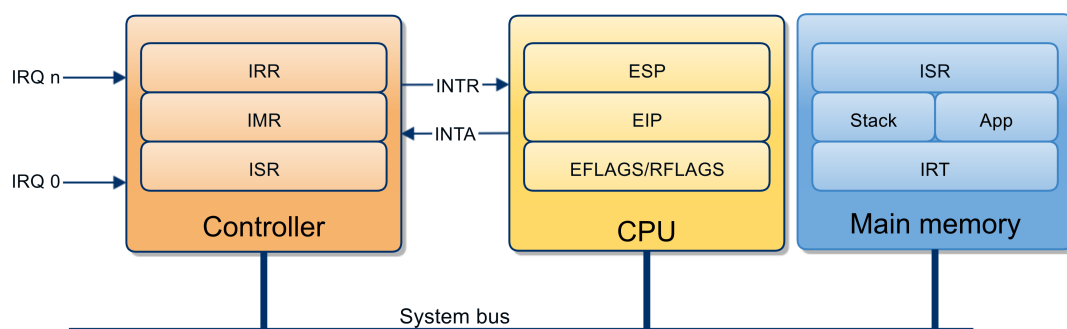 IRQ n
IRQ 0
IRR
IMR
ISR
Controller
INTR
INTA
ESP
EIP
EFLAGS/RFLAGS
CPU
ISR
Stack
App
IRT
Main memory
System bus